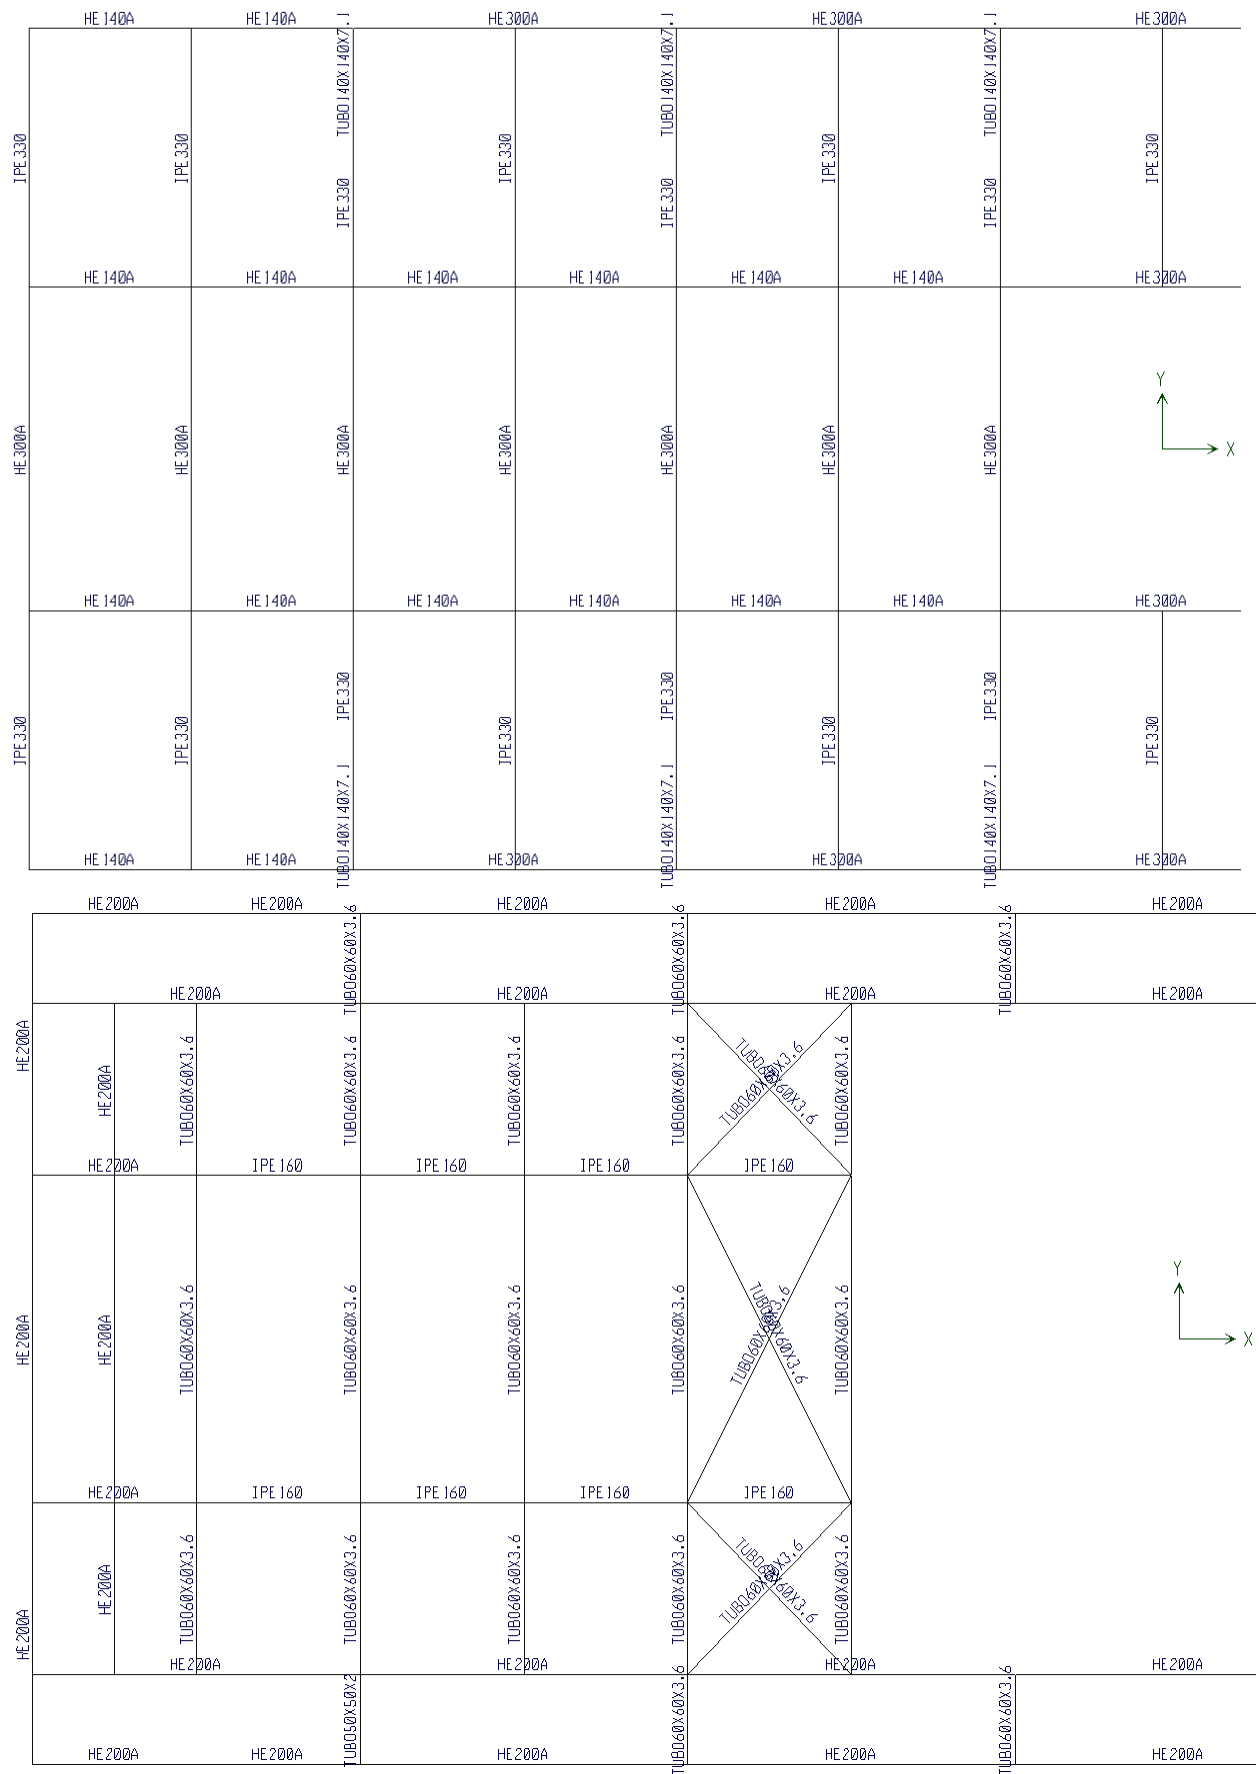 HE140A HE140A HE300A HE300A HE300A
TUBO140X140X7.1 TUBO140X140X7.1 TUBO140X140X7.1
IPE330 IPE330 IPE330 IPE330 IPE330
IPE330 IPE330 IPE330
HE140A HE140A HE140A HE140A HE140A HE140A HE300A
Y
X
HE300A HE300A HE300A HE300A HE300A HE300A HE300A
HE140A HE140A HE140A HE140A HE140A HE140A HE300A
IPE330 IPE330 IPE330
IPE330 IPE330 IPE330 IPE330 IPE330
TUBO140X140X7.1 TUBO140X140X7.1 TUBO140X140X7.1
HE140A HE140A HE300A HE300A HE300A
HE200A HE200A HE200A HE200A HE200A
TUBO60X60X3.6 TUBO60X60X3.6 TUBO60X60X3.6
HE200A HE200A HE200A HE200A
HE200A
HE200A TUBO60X60X3.6 TUBO60X60X3.6 TUBO60X60X3.6 TUBO60X60X3.6 TUBO60X60X3.6 TUBO60X60X3.6 TUBO60X60X3.6
HE200A IPE160 IPE160 IPE160 IPE160
Y
X
HE200A HE200A TUBO60X60X3.6 TUBO60X60X3.6 TUBO60X60X3.6 TUBO60X60X3.6 TUBO60X60X3.6 TUBO60X60X3.6 TUBO60X60X3.6
HE200A IPE160 IPE160 IPE160 IPE160
HE200A TUBO60X60X3.6 TUBO60X60X3.6 TUBO60X60X3.6 TUBO60X60X3.6 TUBO60X60X3.6 TUBO60X60X3.6 TUBO60X60X3.6
HE200A
HE200A HE200A HE200A HE200A
TUBO50X50X2 TUBO60X60X3.6 TUBO60X60X3.6
HE200A HE200A HE200A HE200A HE200A